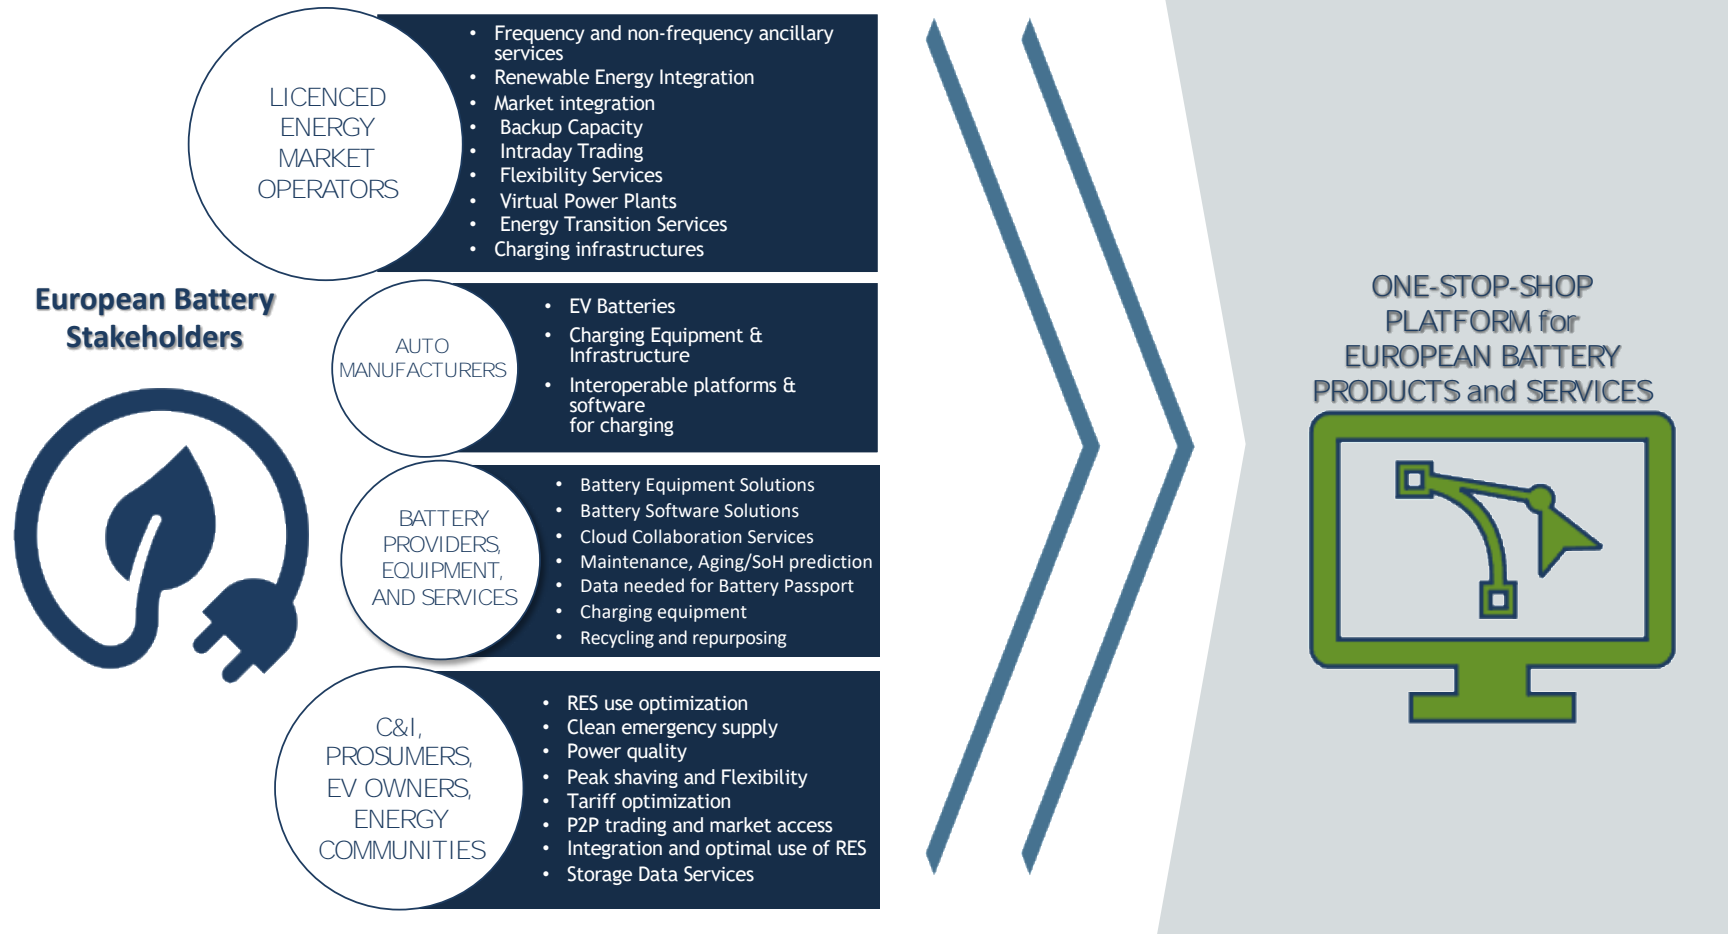 European Battery
Stakeholders
LICENCED
ENERGY
MARKET
OPERATORS
• Frequency and non-frequency ancillary
services
• Renewable Energy Integration
• Market integration
• Backup Capacity
• Intraday Trading
• Flexibility Services
• Virtual Power Plants
• Energy Transition Services
• Charging infrastructures
AUTO
MANUFACTURERS
• EV Batteries
• Charging Equipment &
Infrastructure
• Interoperable platforms &
software
for charging
BATTERY
PROVIDERS,
EQUIPMENT,
AND SERVICES
• Battery Equipment Solutions
• Battery Software Solutions
• Cloud Collaboration Services
• Maintenance, Aging/SoH prediction
• Data needed for Battery Passport
• Charging equipment
• Recycling and repurposing
C&I,
PROSUMERS,
EV OWNERS,
ENERGY
COMMUNITIES
• RES use optimization
• Clean emergency supply
• Power quality
• Peak shaving and Flexibility
• Tariff optimization
• P2P trading and market access
• Integration and optimal use of RES
• Storage Data Services
ONE-STOP-SHOP
PLATFORM for
EUROPEAN BATTERY
PRODUCTS and SERVICES